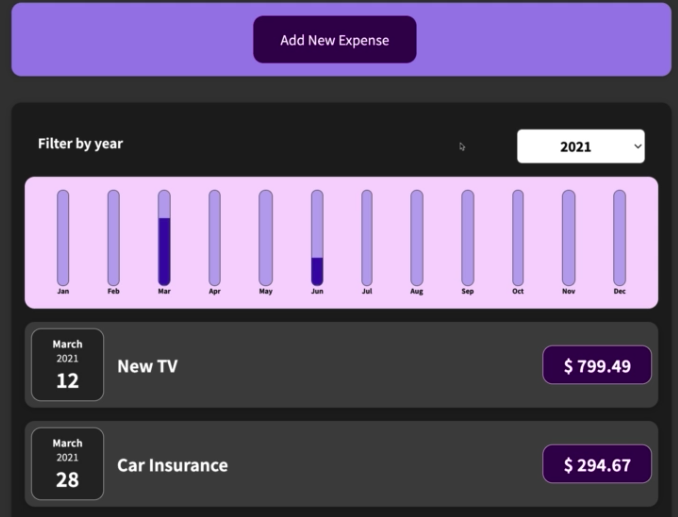 Add New Expense
Filter by year
2021
Jan Feb Mar Apr May Jun Jul Aug Sep Oct Nov Dec
March
2021
12
New TV
$ 799.49
March
2021
28
Car Insurance
$ 294.67